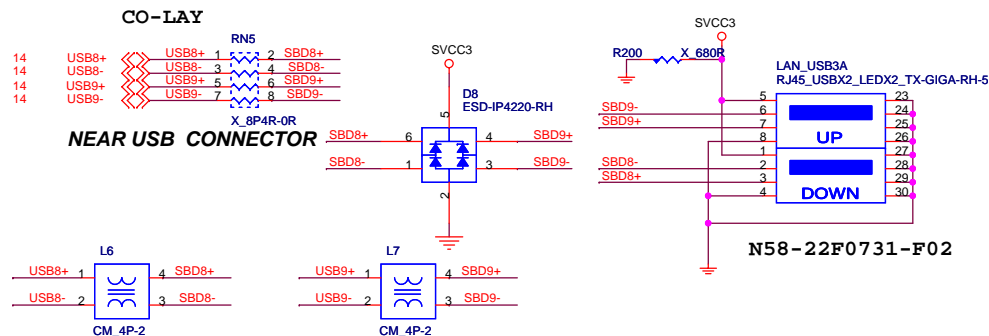 CO-LAY
RN5
14 USB8+ USB8+ 1 2 SBD8+
14 USB8- USB8- 3 4 SBD8-
14 USB9+ USB9+ 5 6 SBD9+
14 USB9- USB9- 7 8 SBD9-
X_8P4R-0R
NEAR USB CONNECTOR
SVCC3
D8
ESD-IP4220-RH
5
SBD8+ 6 4 SBD9+
SBD8- 1 3 SBD9-
2
SVCC3
R200 X_680R
LAN_USB3A
RJ45_USBX2_LEDX2_TX-GIGA-RH-5
5 23
SBD9- 6 24
SBD9+ 7 25
8 UP 26
1 27
SBD8- 2 28
SBD8+ 3 29
4 DOWN 30
N58-22F0731-F02
L6
USB8+ 1 4 SBD8+
USB8- 2 3 SBD8-
CM_4P-2
L7
USB9+ 1 4 SBD9+
USB9- 2 3 SBD9-
CM_4P-2